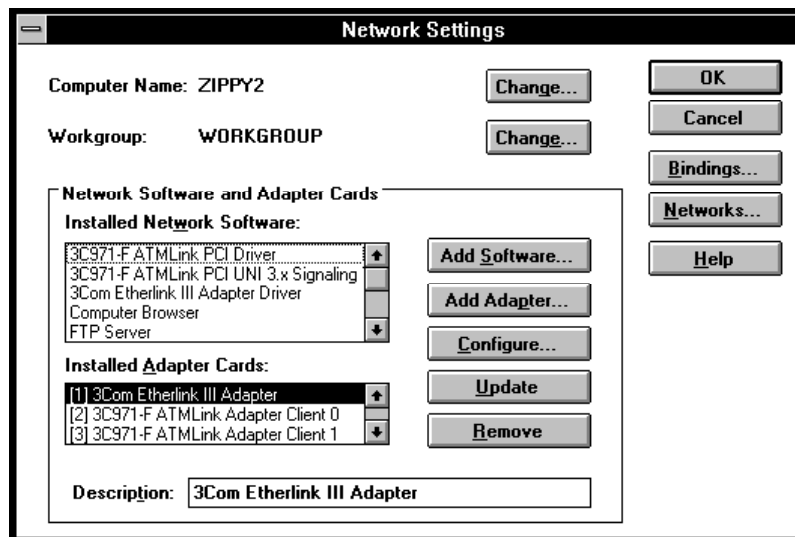 Network Settings
Computer Name: ZIPPY2
Change...
Workgroup: WORKGROUP
Change...
OK
Cancel
Bindings...
Networks...
Help
Network Software and Adapter Cards
Installed Network Software:
3C971-F ATMLink PCI Driver
3C971-F ATMLink PCI UNI 3.x Signaling
3Com Etherlink III Adapter Driver
Computer Browser
FTP Server
Add Software...
Add Adapter...
Configure...
Update
Remove
Installed Adapter Cards:
[1] 3Com Etherlink III Adapter
[2] 3C971-F ATMLink Adapter Client 0
[3] 3C971-F ATMLink Adapter Client 1
Description: 3Com Etherlink III Adapter